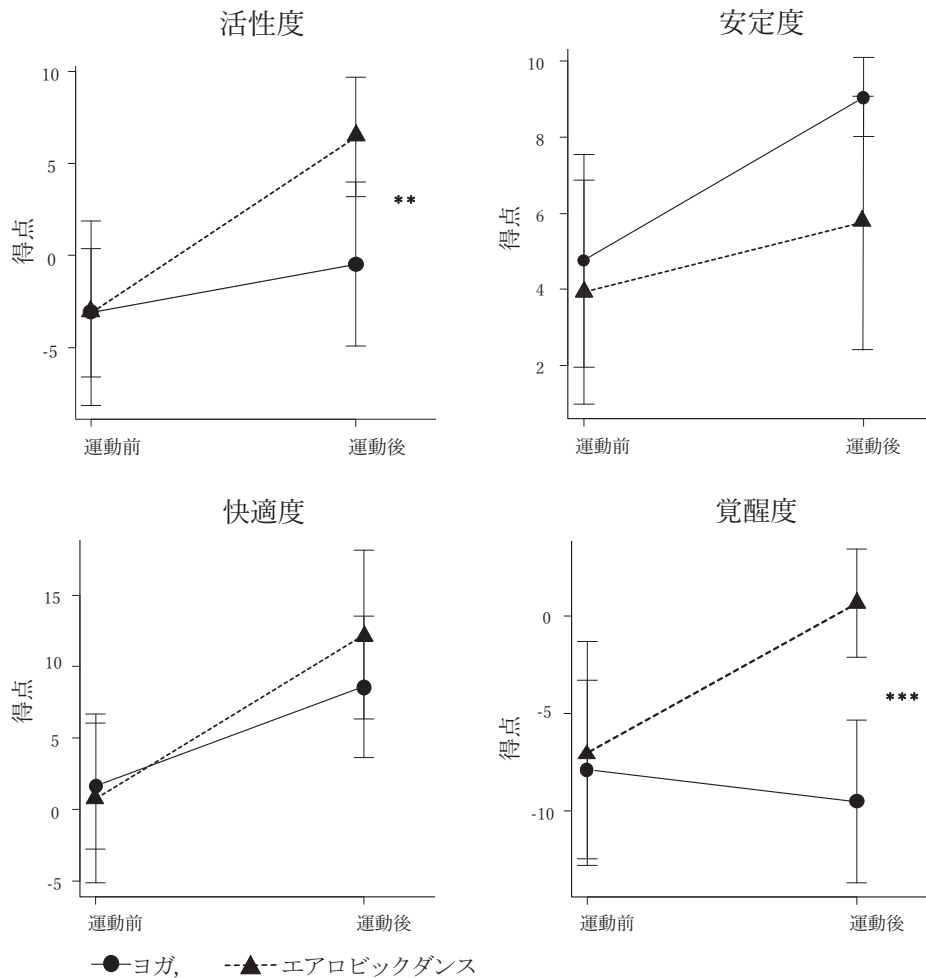 活性度
10
5
0
-5
得点
**
運動前
運動後
安定度
10
8
6
4
2
得点
運動前
運動後
快適度
15
10
5
0
-5
得点
運動前
運動後
覚醒度
0
-5
-10
得点
***
運動前
運動後
ヨガ, エアロビックダンス